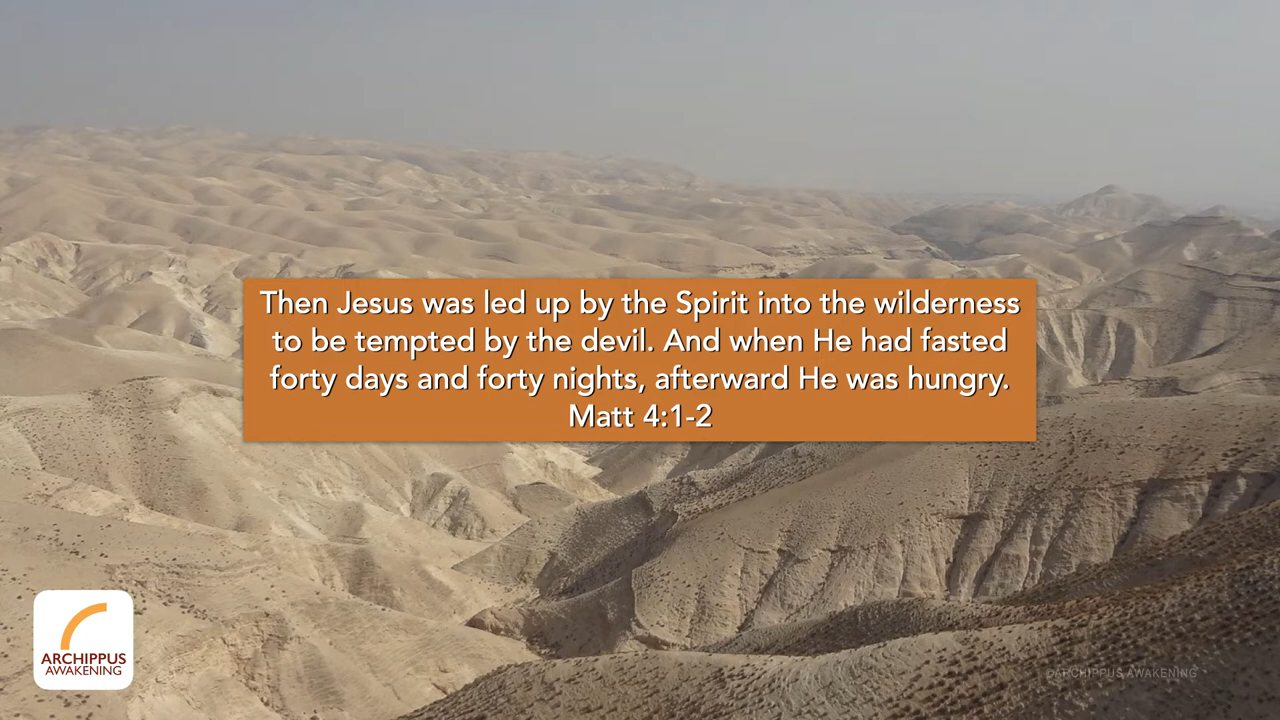 Then Jesus was led up by the Spirit into the wilderness
to be tempted by the devil. And when He had fasted
forty days and forty nights, afterward He was hungry.
Matt 4:1-2
ARCHIPPUS
AWAKENING
©ARCHIPPUS AWAKENING